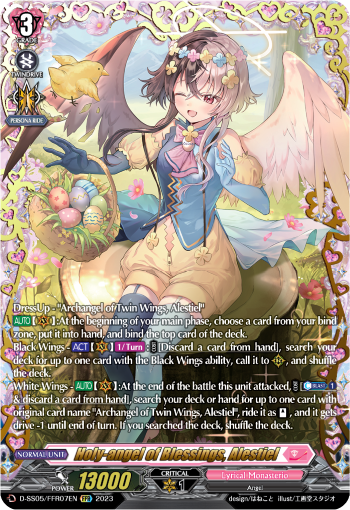 3
GRADE
TWINDRIVE
PERSONA RIDE
DressUp - "Archangel of Twin Wings, Alestiel"
AUTO [ ]:At the beginning of your main phase, choose a card from your bind
zone, put it into hand, and bind the top card of the deck.
Black Wings - ACT [ ] 1/Turn : [Discard a card from hand], search your
deck for up to one card with the Black Wings ability, call it to , and shuffle
the deck.
White Wings - AUTO [ ]:At the end of the battle this unit attacked, [ BLAST 1
& discard a card from hand], search your deck or hand for up to one card with
original card name "Archangel of Twin Wings, Alestiel", ride it as , and it gets
drive -1 until end of turn. If you searched the deck, shuffle the deck.
NORMAL UNIT
Holy-angel of Blessings, Alestiel
POWER 13000
CRITICAL
1
Lyrical Monasterio
Angel
D-SS05/FFR07EN FFR 2023
design/はねこと illust/工画堂スタジオ